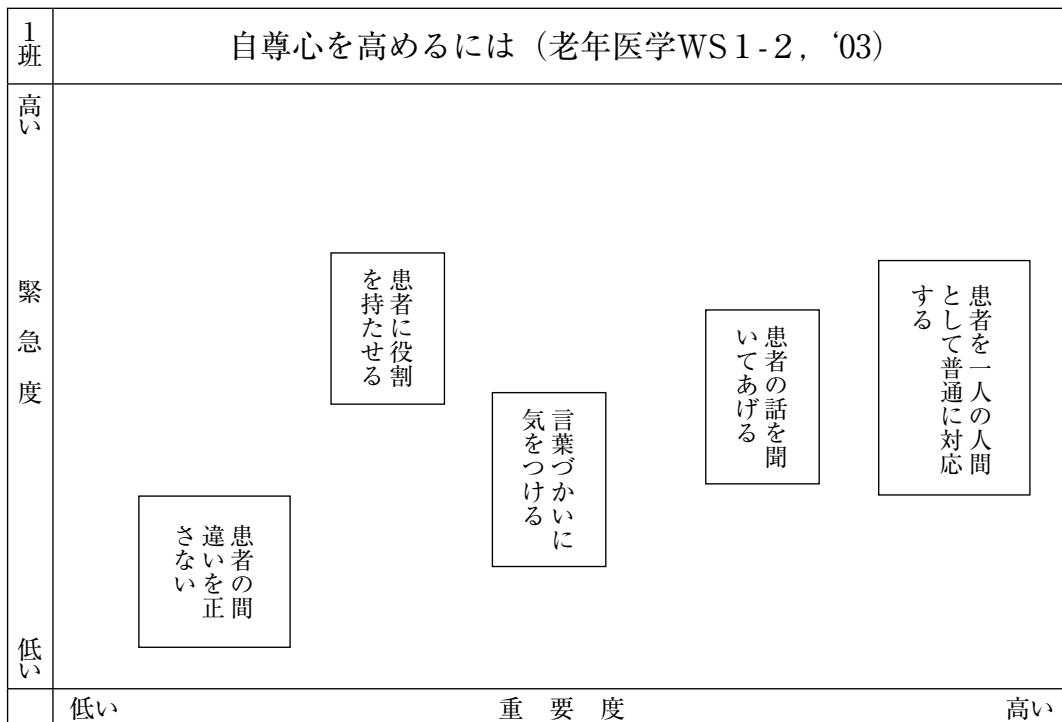 1班
自尊心を高めるには(老年医学WS1-2,‘03)
高い
緊急度
低い
患者に役割
を持たせる
患者を一人の人間
として普通に対応
する
患者の話を聞
いてあげる
言葉づかいに
気をつける
患者の間
違いを正
さない
低い
重要度
高い